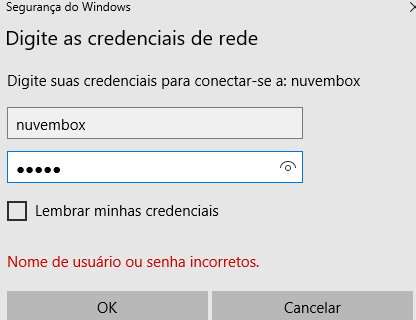 Segurança do Windows
Digite as credenciais de rede
Digite suas credenciais para conectar-se a: nuvembox
nuvembox
●●●●●
Lembrar minhas credenciais
Nome de usuário ou senha incorretos.
OK
Cancelar